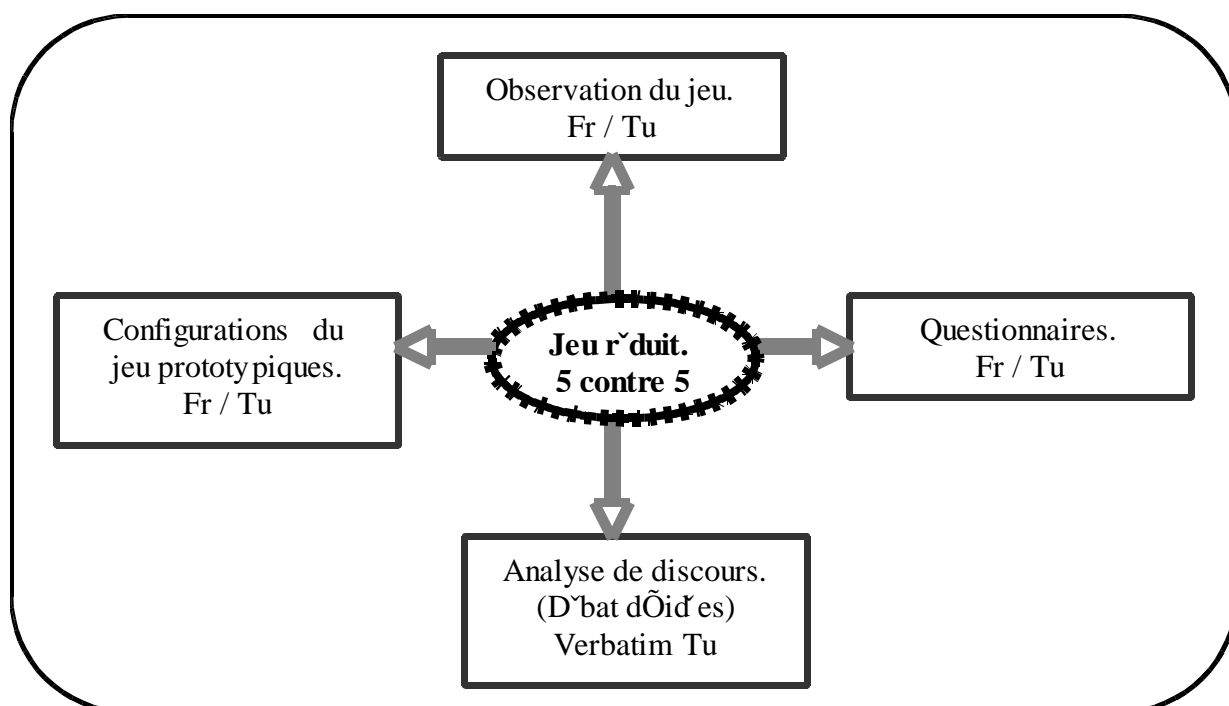 Observation du jeu.
Fr / Tu
Configurations du
jeu prototypiques.
Fr / Tu
Jeu rˇduit.
5 contre 5
Questionnaires.
Fr / Tu
Analyse de discours.
(Dˇbat dÕidˇes)
Verbatim Tu